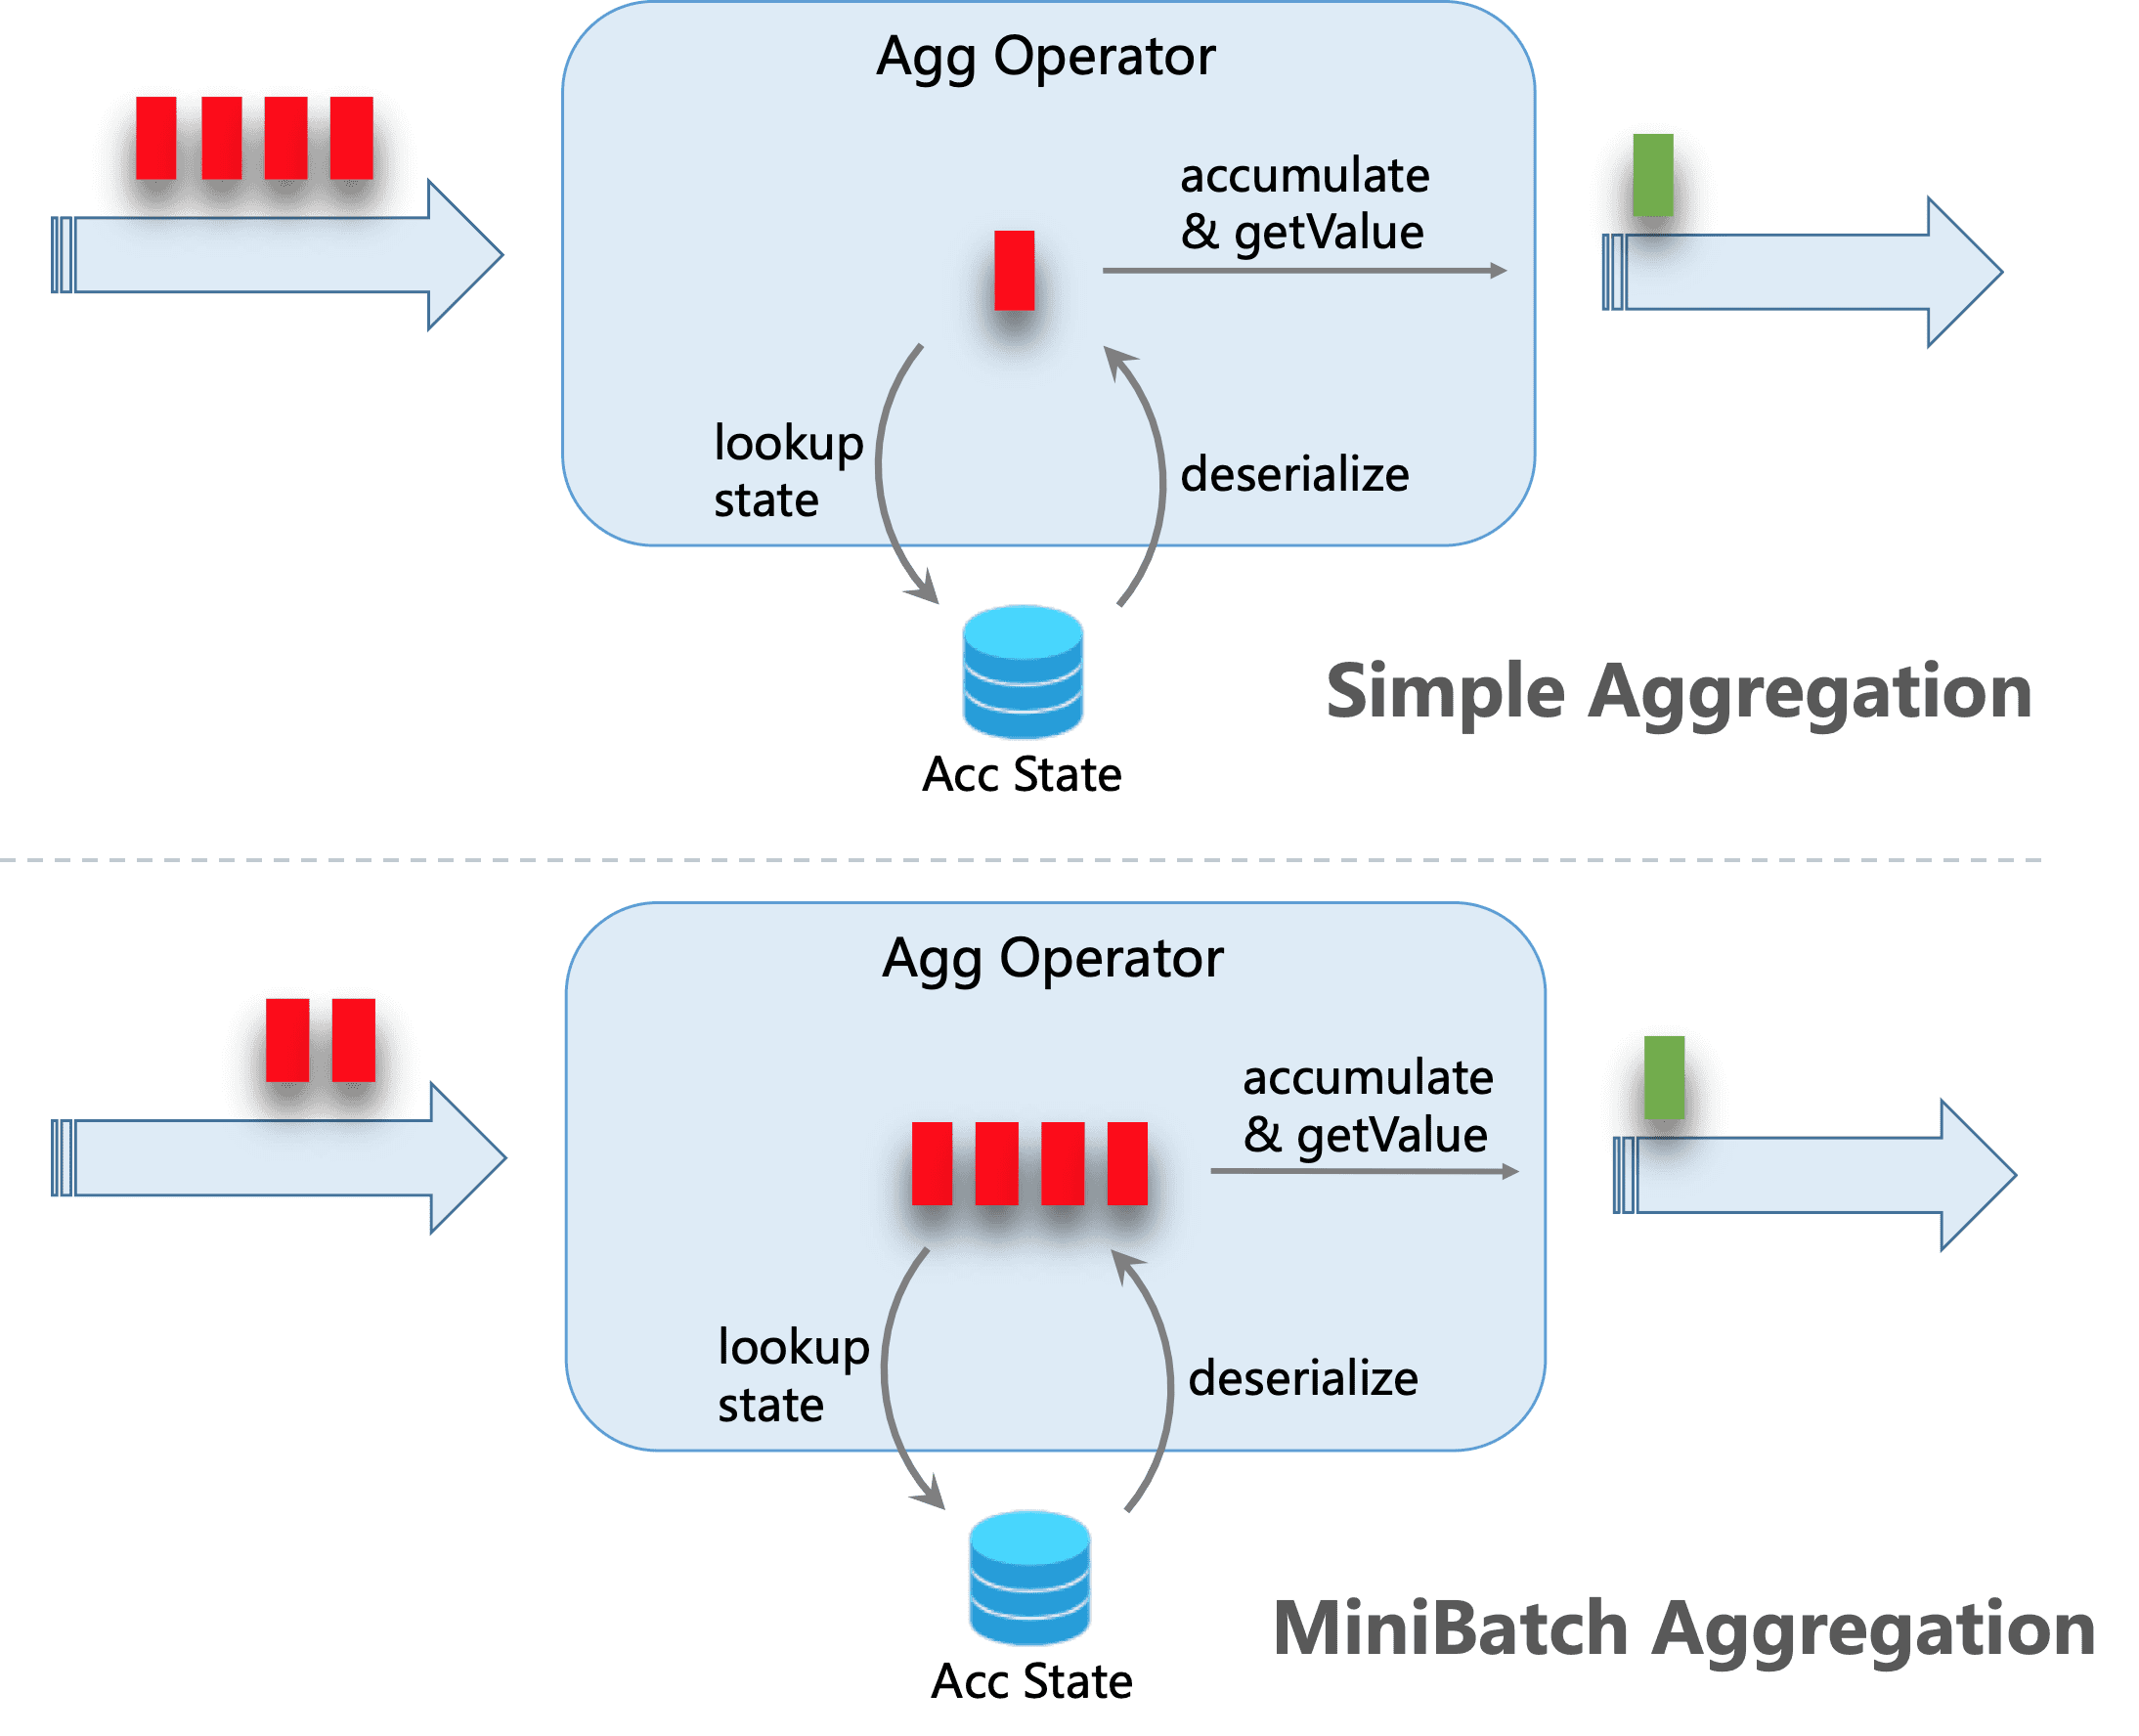 Agg Operator
accumulate
& getValue
lookup
state
deserialize
Acc State
Simple Aggregation
Agg Operator
accumulate
& getValue
lookup
state
deserialize
Acc State
MiniBatch Aggregation